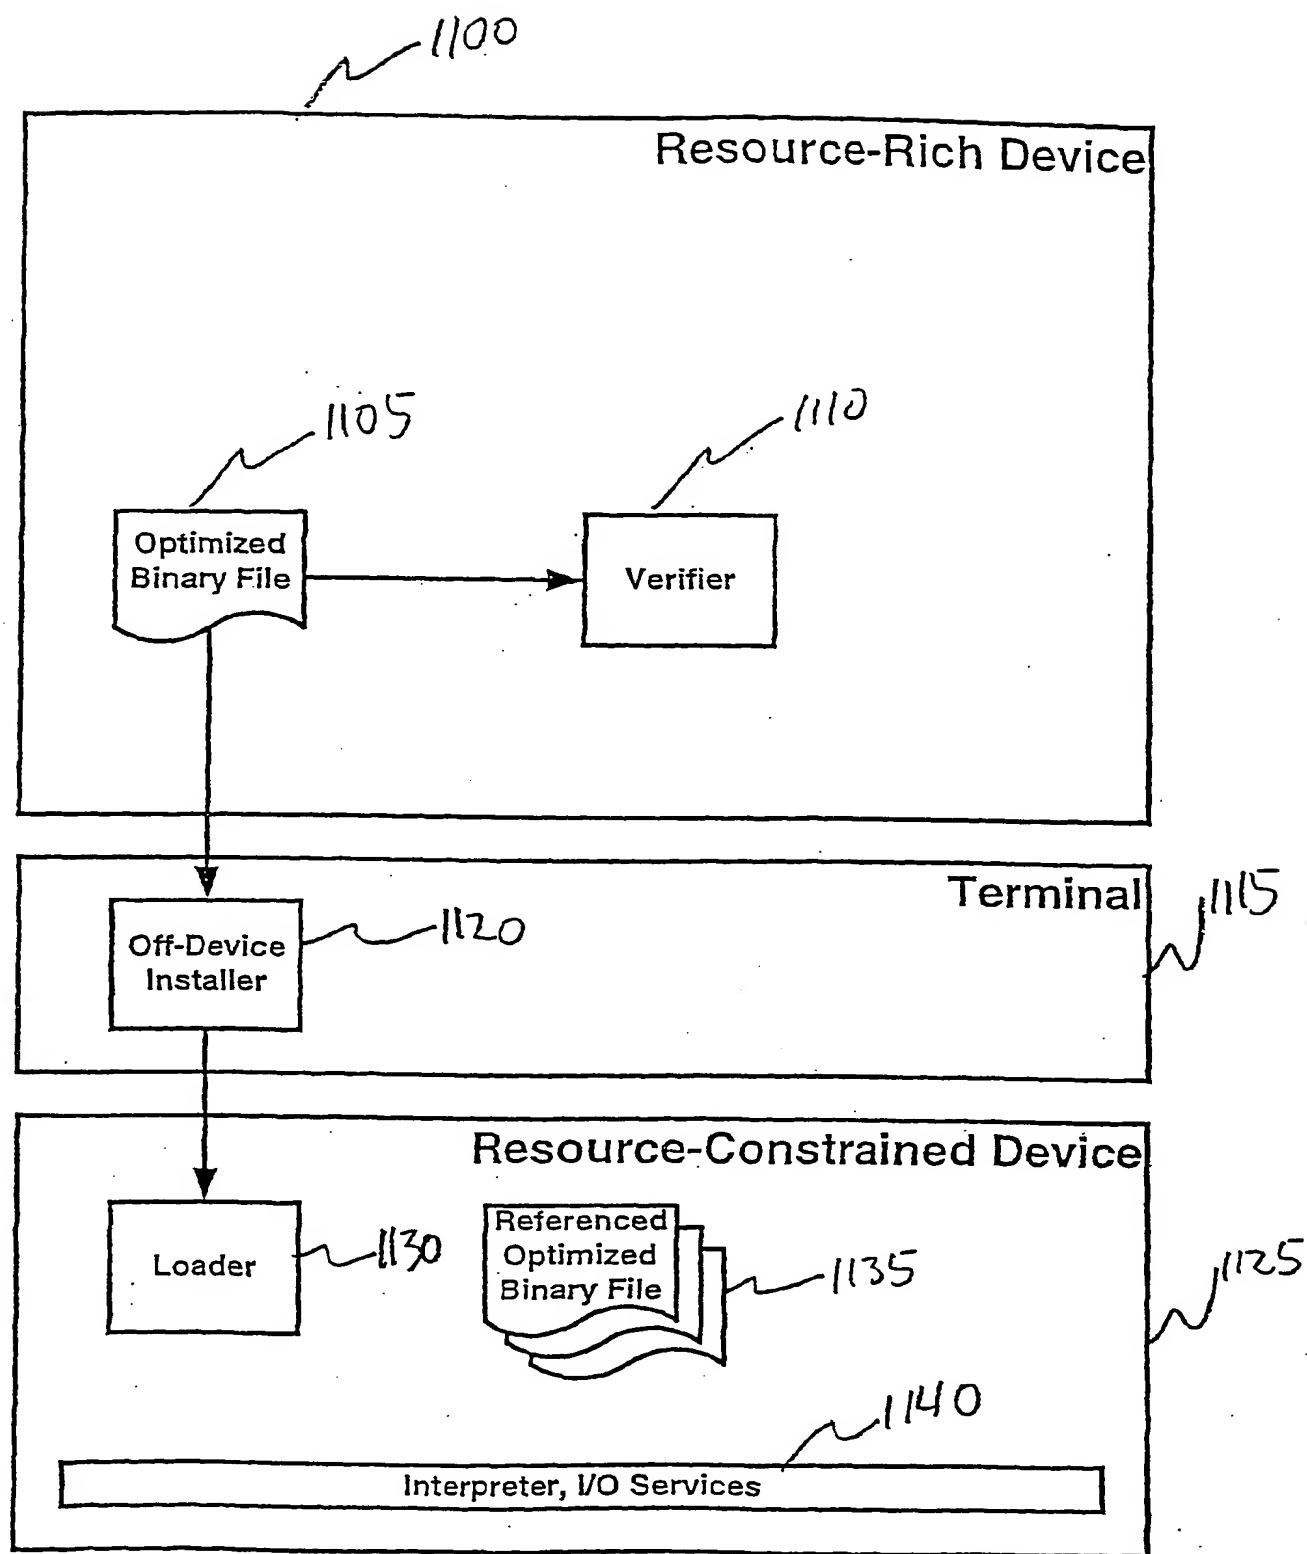 1100
Resource-Rich Device
1105
1110
Optimized
Binary File
Verifier
Terminal
1115
Off-Device
Installer
1120
Resource-Constrained Device
Loader
1130
Referenced
Optimized
Binary File
1135
1125
1140
Interpreter, I/O Services